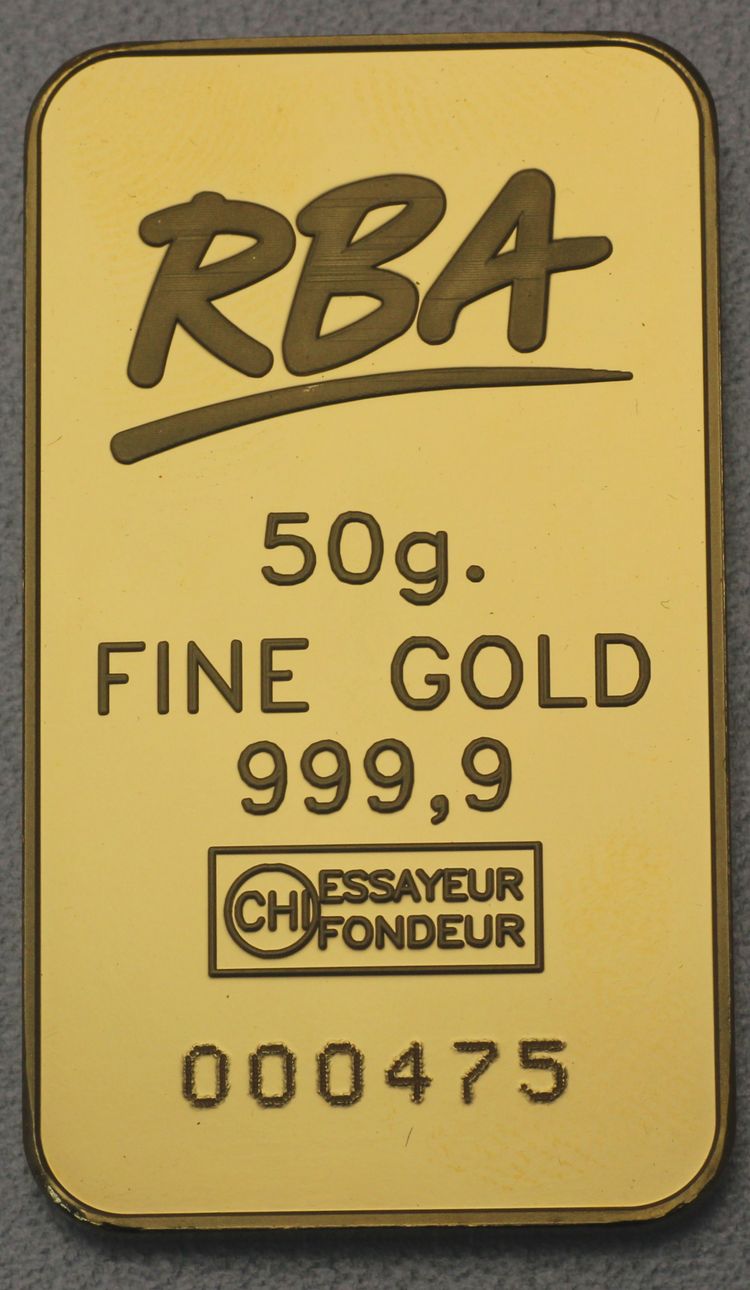 RBA
50g.
FINE GOLD
999,9
CHI ESSAYEUR
FONDEUR
000475